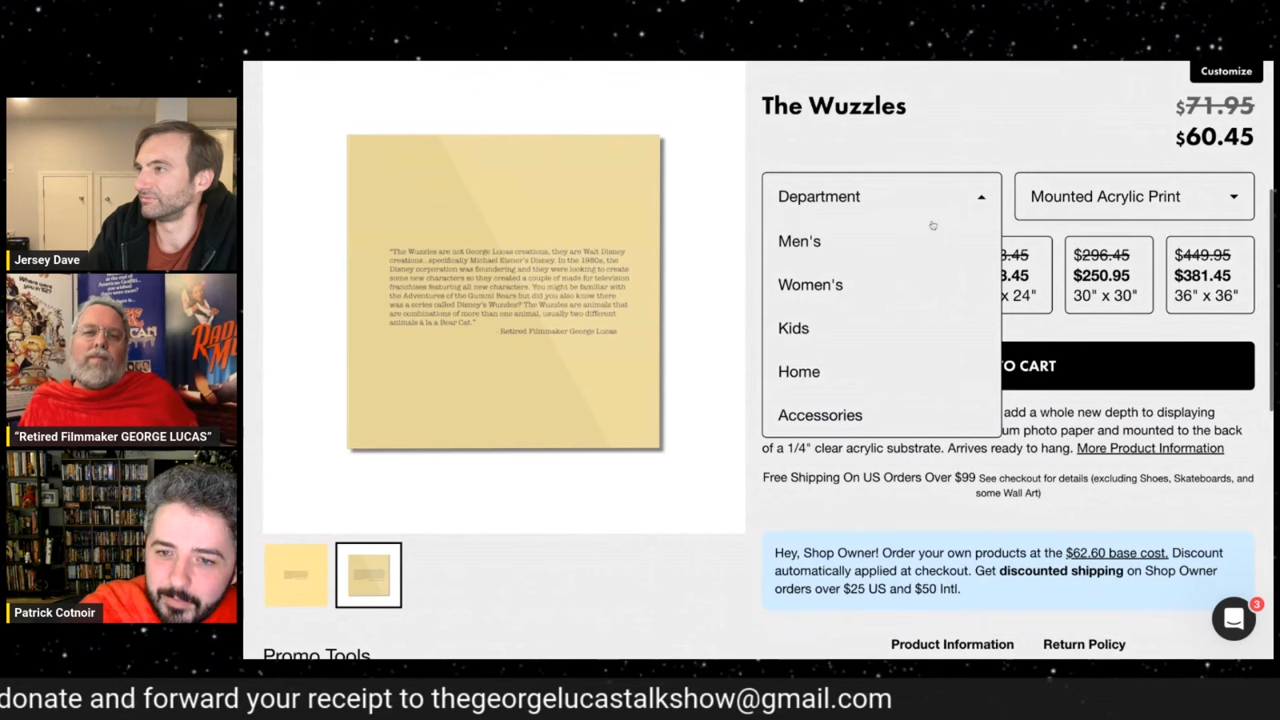 Customize
The Wuzzles
$71.95
$60.45
Department
Mounted Acrylic Print
Men's
Women's
Kids
Home
Accessories
3.45
3.45
x 24"
$296.45
$250.95
30" x 30"
$449.95
$381.45
36" x 36"
O CART
add a whole new depth to displaying
um photo paper and mounted to the back
of a 1/4" clear acrylic substrate. Arrives ready to hang. More Product Information
Free Shipping On US Orders Over $99 See checkout for details (excluding Shoes, Skateboards, and
some Wall Art)
Hey, Shop Owner! Order your own products at the $62.60 base cost. Discount
automatically applied at checkout. Get discounted shipping on Shop Owner
orders over $25 US and $50 Intl.
3
Product Information
Return Policy
"The Wuzzles are not George Lucas creations, they are Walt Disney
creations...specifically Michael Eisner's Disney. In the 1980s, the
Disney corporation was floundering and they were looking to create
some new characters so they created a couple of made for television
franchises featuring all new characters. You might be familiar with
the Adventures of the Gummi Bears but did you also know there
was a series called Disney's Wuzzles? The Wuzzles are animals that
are combinations of more than one animal, usually two different
animals à la a Bear Cat."
- Retired Filmmaker George Lucas
Promo Tools
Jersey Dave
"Retired Filmmaker GEORGE LUCAS"
Patrick Cotnoir
donate and forward your receipt to thegeorgelucastalkshow@gmail.com